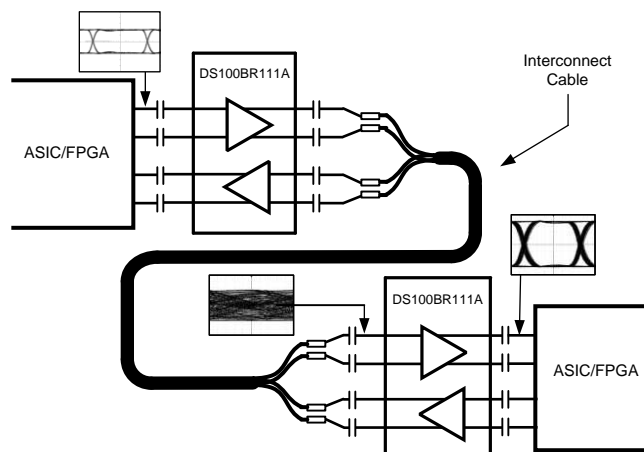 DS100BR111A
Interconnect
Cable
ASIC/FPGA
DS100BR111A
ASIC/FPGA